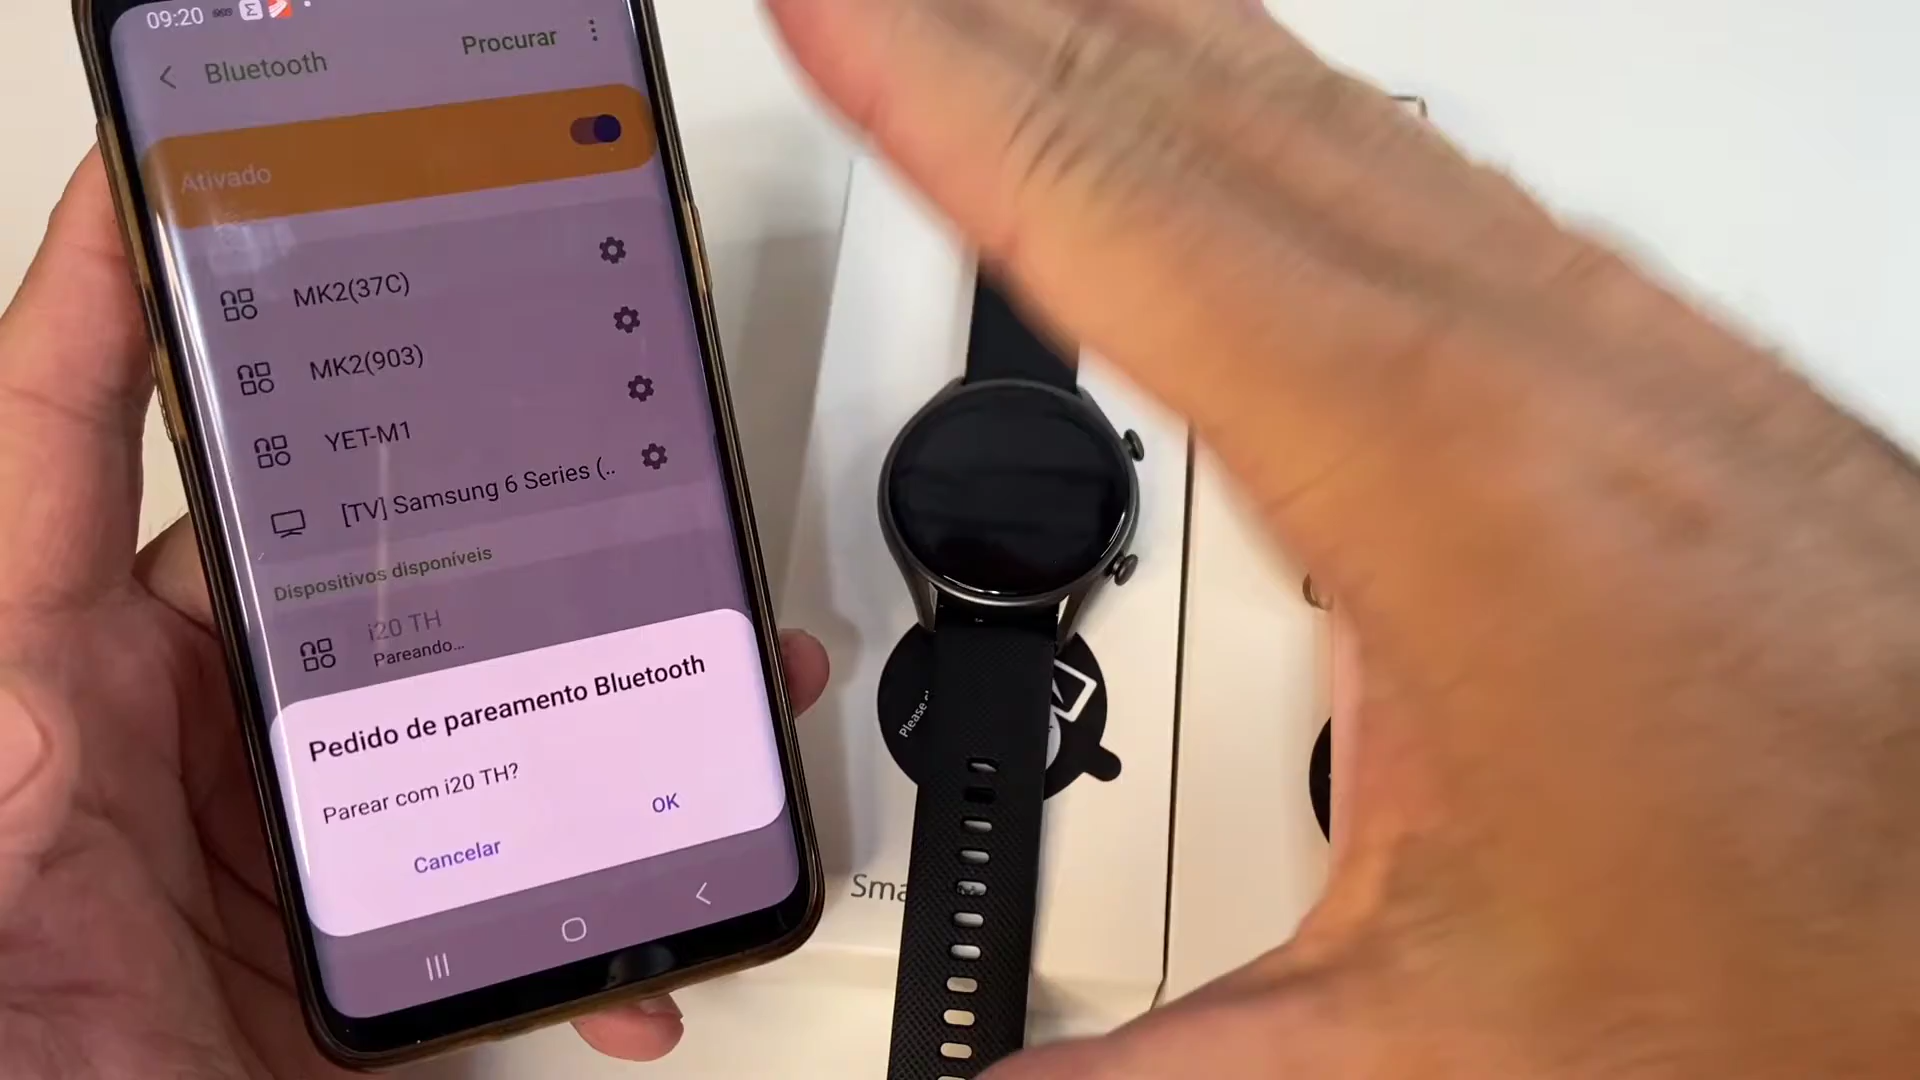 09:20
Bluetooth
Procurar
Ativado
MK2(37C)
MK2(903)
YET-M1
[TV] Samsung 6 Series (..
Dispositivos disponíveis
i20 TH
Pareando...
Pedido de pareamento Bluetooth
Parear com i20 TH?
Cancelar
OK
Please
Sma